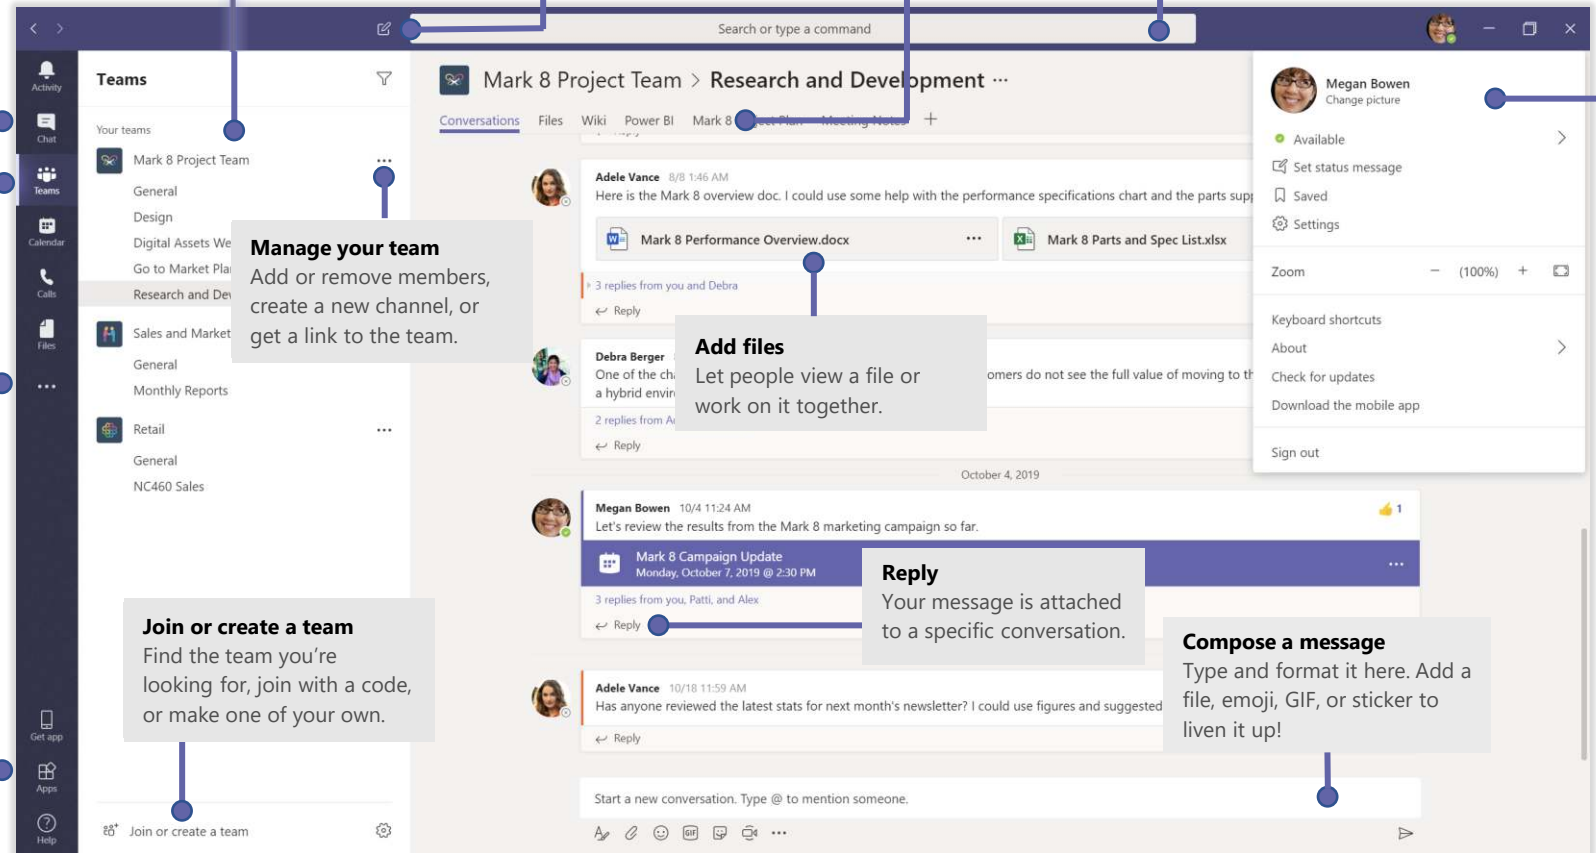 Search or type a command
Activity
Chat
Teams
Calendar
Calls
Files
Get app
Apps
Help
Teams
Your teams
Mark 8 Project Team
General
Design
Digital Assets We
Go to Market Pla
Research and De
Sales and Market
General
Monthly Reports
Retail
General
NC460 Sales
Join or create a team
Manage your team
Add or remove members,
create a new channel, or
get a link to the team.
Join or create a team
Find the team you’re
looking for, join with a code,
or make one of your own.
Mark 8 Project Team > Research and Development ...
Conversations Files Wiki Power BI Mark 8 Project Plan Meeting Notes +
Adele Vance 8/8 1:46 AM
Here is the Mark 8 overview doc. I could use some help with the performance specifications chart and the parts supp
Mark 8 Performance Overview.docx ... Mark 8 Parts and Spec List.xlsx
3 replies from you and Debra
Reply
Add files
Let people view a file or
work on it together.
Debra Berger
One of the cha omers do not see the full value of moving to th
a hybrid enviro
2 replies from A
Reply
October 4, 2019
Megan Bowen 10/4 11:24 AM
Let's review the results from the Mark 8 marketing campaign so far.
👍 1
Mark 8 Campaign Update
Monday, October 7, 2019 @ 2:30 PM
3 replies from you, Patti, and Alex
Reply
Reply
Your message is attached
to a specific conversation.
Adele Vance 10/18 11:59 AM
Has anyone reviewed the latest stats for next month's newsletter? I could use figures and suggested
Reply
Compose a message
Type and format it here. Add a
file, emoji, GIF, or sticker to
liven it up!
Start a new conversation. Type @ to mention someone.
GIF
Megan Bowen
Change picture
Available
Set status message
Saved
Settings
Zoom − (100%) +
Keyboard shortcuts
About
Check for updates
Download the mobile app
Sign out